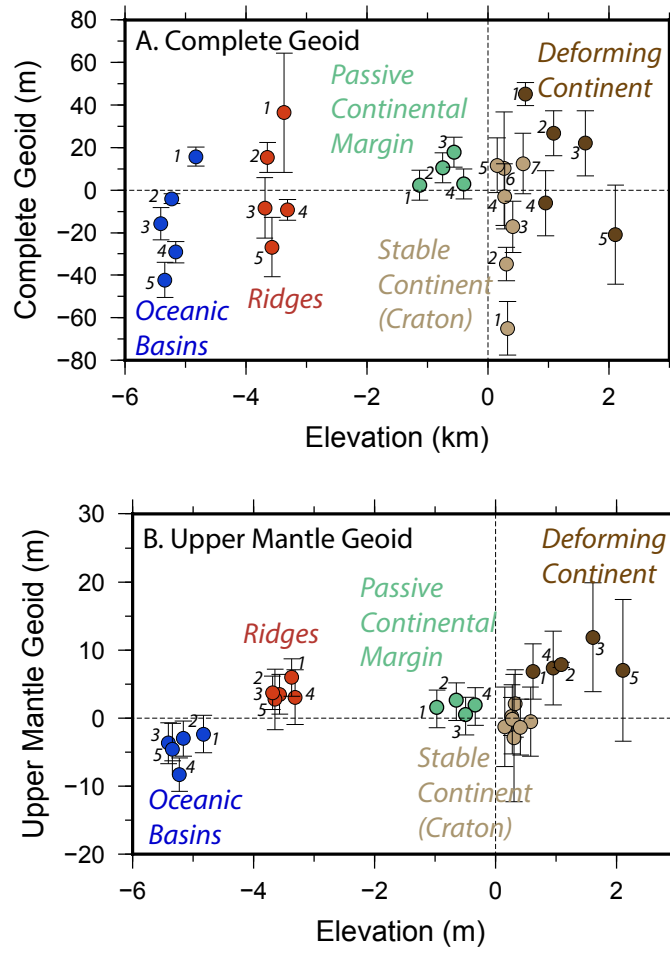 A. Complete Geoid
Deforming
Continent
Passive
Continental
Margin
Stable
Continent
(Craton)
Ridges
Oceanic
Basins
1
2
3
4
5
1
2
3
4
5
1
2
3
4
5
6
7
4
3
2
1
1
2
3
4
5
80
60
40
20
0
−20
−40
−60
−80
Complete Geoid (m)
−6
−4
−2
0
2
Elevation (km)
B. Upper Mantle Geoid
Deforming
Continent
Passive
Continental
Margin
Ridges
Stable
Continent
(Craton)
Oceanic
Basins
3
2
1
5
4
2
1
3
4
5
1
2
3
4
4
1
2
3
5
30
20
10
0
−10
−20
Upper Mantle Geoid (m)
−6
−4
−2
0
2
Elevation (m)